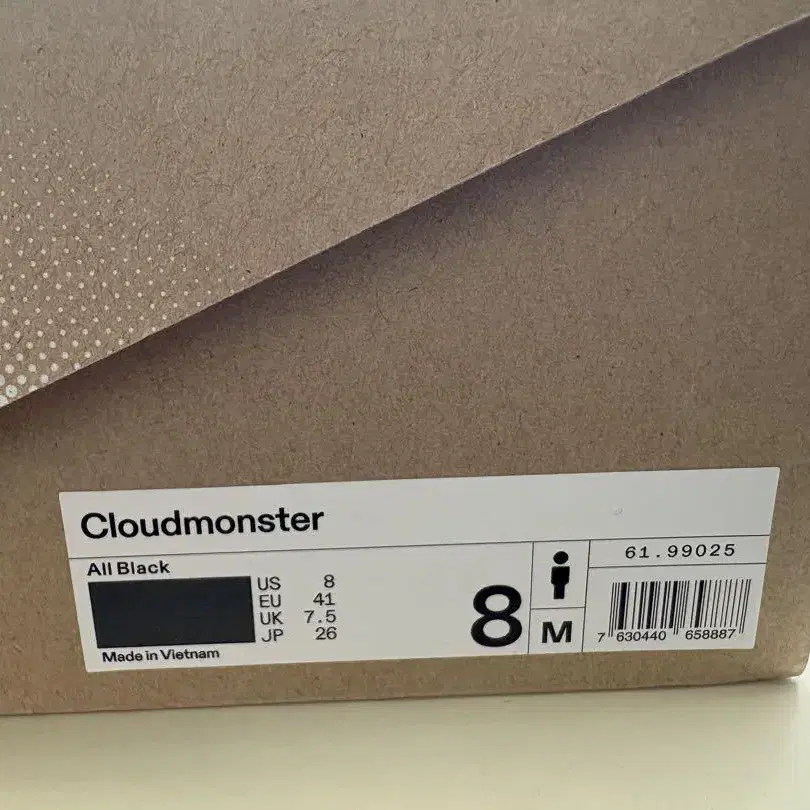 Cloudmonster
All Black
US 8
EU 41
UK 7.5
JP 26
Made in Vietnam
8
M
61.99025
7 630440 658887